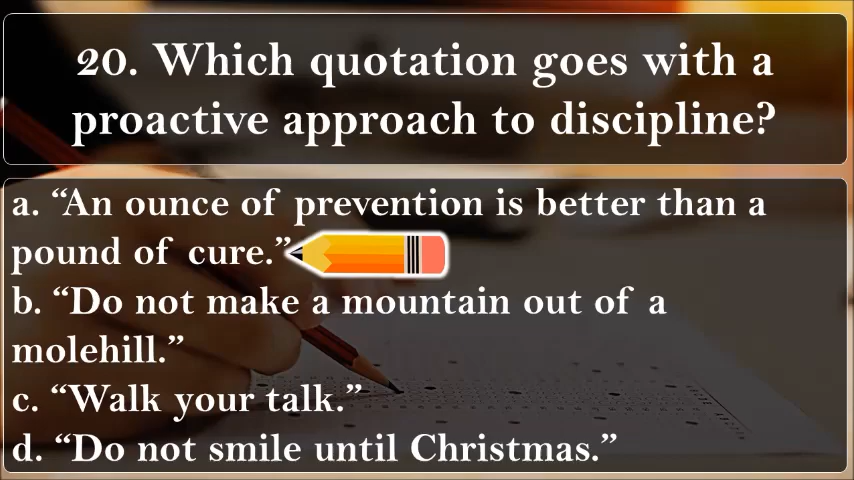 20. Which quotation goes with a
proactive approach to discipline?
a. “An ounce of prevention is better than a
pound of cure.”
b. “Do not make a mountain out of a
molehill.”
c. “Walk your talk.”
d. “Do not smile until Christmas.”